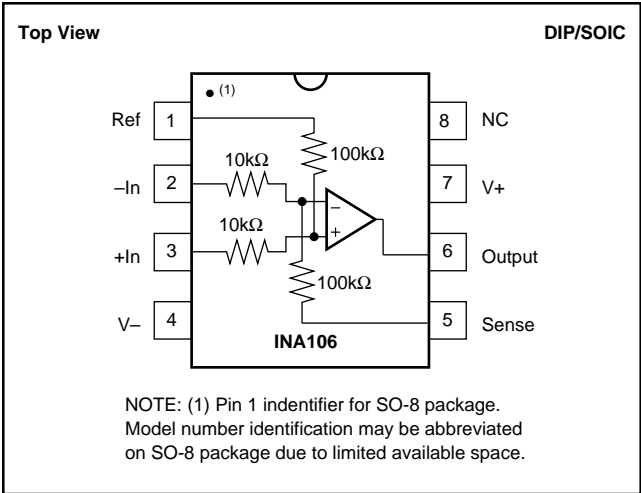 Top View
DIP/SOIC
(1)
Ref
1
8
NC
100kΩ
10kΩ
–In
2
7
V+
–
10kΩ
+
+In
3
6
Output
100kΩ
V–
4
5
Sense
INA106
NOTE: (1) Pin 1 indentifier for SO-8 package.
Model number identification may be abbreviated
on SO-8 package due to limited available space.